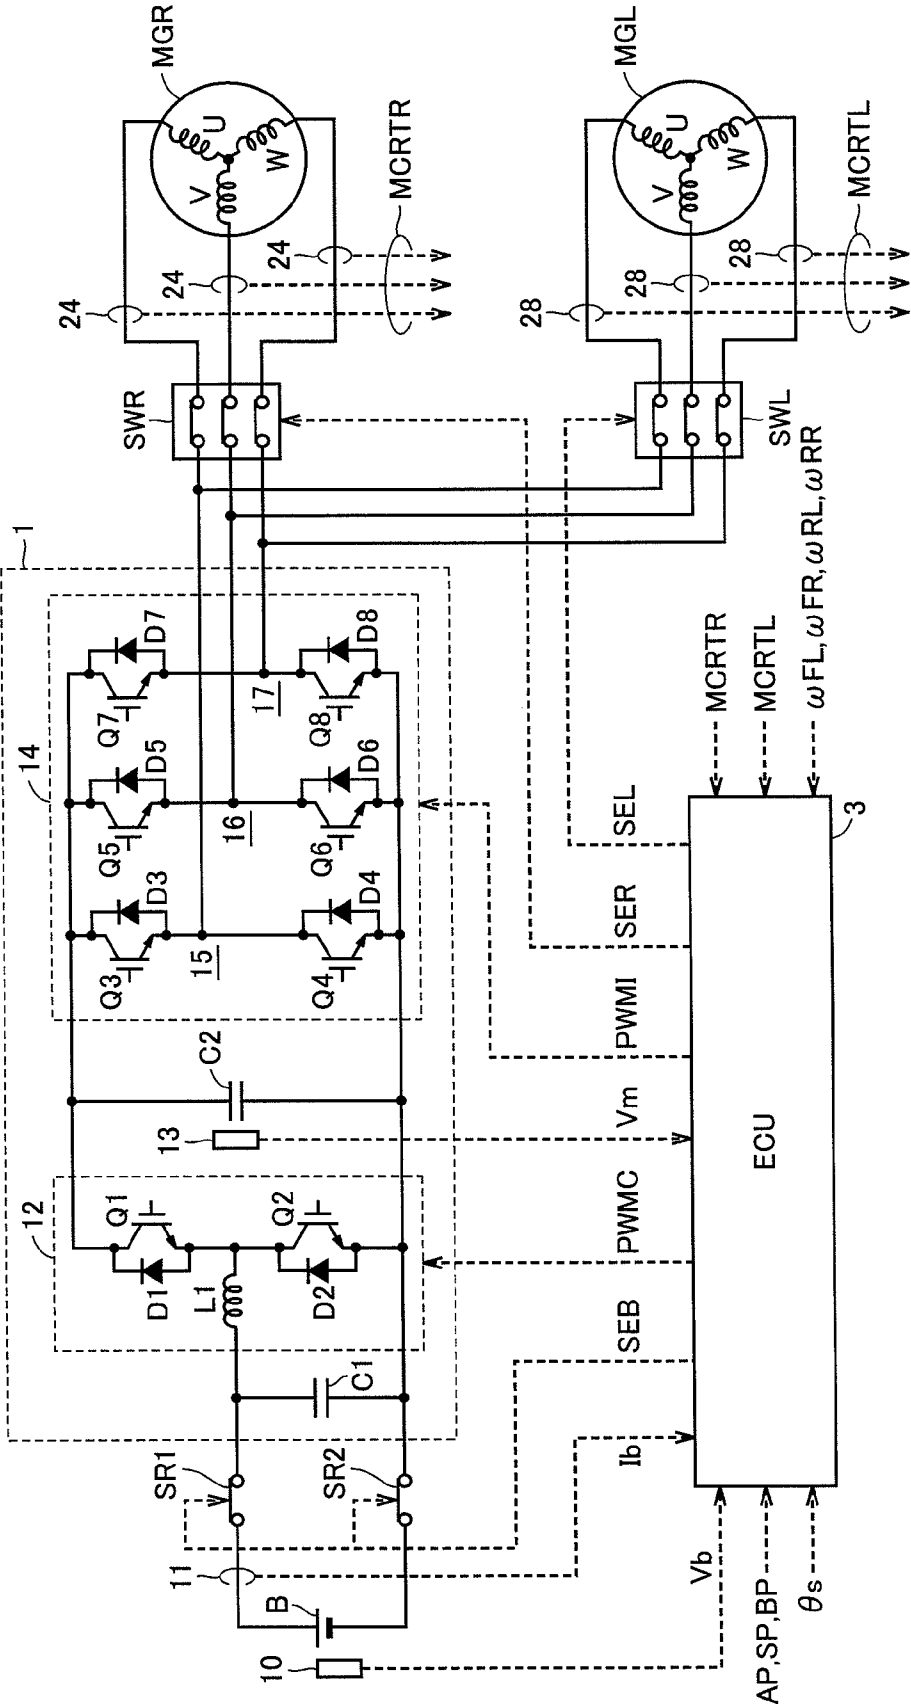 MGR
U
V
W
24
24
24
MCRTR
MGL
U
V
W
28
28
28
MCRTL
SWR
SWL
1
14
D7
Q7
D8
Q8
17
D5
Q5
D6
Q6
16
D3
Q3
D4
Q4
15
C2
13
12
Q1
D1
Q2
D2
L1
C1
SR1
SR2
11
B
10
SEL
SER
PWMI
Vm
PWMC
SEB
Ib
Vb
AP,SP,BP
θs
MCRTR
MCRTL
ωFL,ωFR,ωRL,ωRR
3
ECU